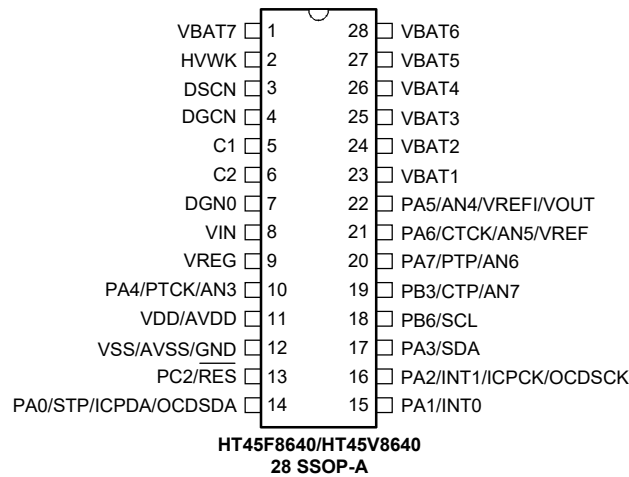 VBAT7 1 28 VBAT6
HVWK 2 27 VBAT5
DSCN 3 26 VBAT4
DGCN 4 25 VBAT3
C1 5 24 VBAT2
C2 6 23 VBAT1
DGN0 7 22 PA5/AN4/VREFI/VOUT
VIN 8 21 PA6/CTCK/AN5/VREF
VREG 9 20 PA7/PTP/AN6
PA4/PTCK/AN3 10 19 PB3/CTP/AN7
VDD/AVDD 11 18 PB6/SCL
VSS/AVSS/GND 12 17 PA3/SDA
PC2/RES 13 16 PA2/INT1/ICPCK/OCDSCK
PA0/STP/ICPDA/OCDSDA 14 15 PA1/INT0
HT45F8640/HT45V8640
28 SSOP-A